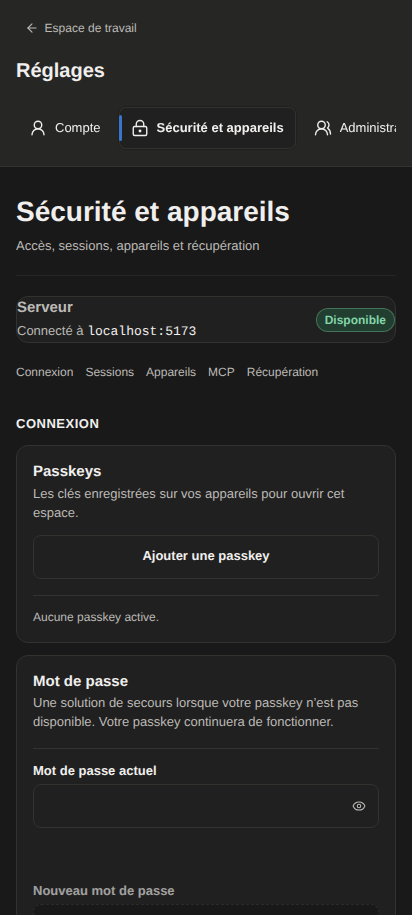 Espace de travail
Réglages
Compte
Sécurité et appareils
Administra
Sécurité et appareils
Accès, sessions, appareils et récupération
Serveur
Connecté à localhost:5173
Disponible
Connexion Sessions Appareils MCP Récupération
CONNEXION
Passkeys
Les clés enregistrées sur vos appareils pour ouvrir cet
espace.
Ajouter une passkey
Aucune passkey active.
Mot de passe
Une solution de secours lorsque votre passkey n’est pas
disponible. Votre passkey continuera de fonctionner.
Mot de passe actuel
Nouveau mot de passe